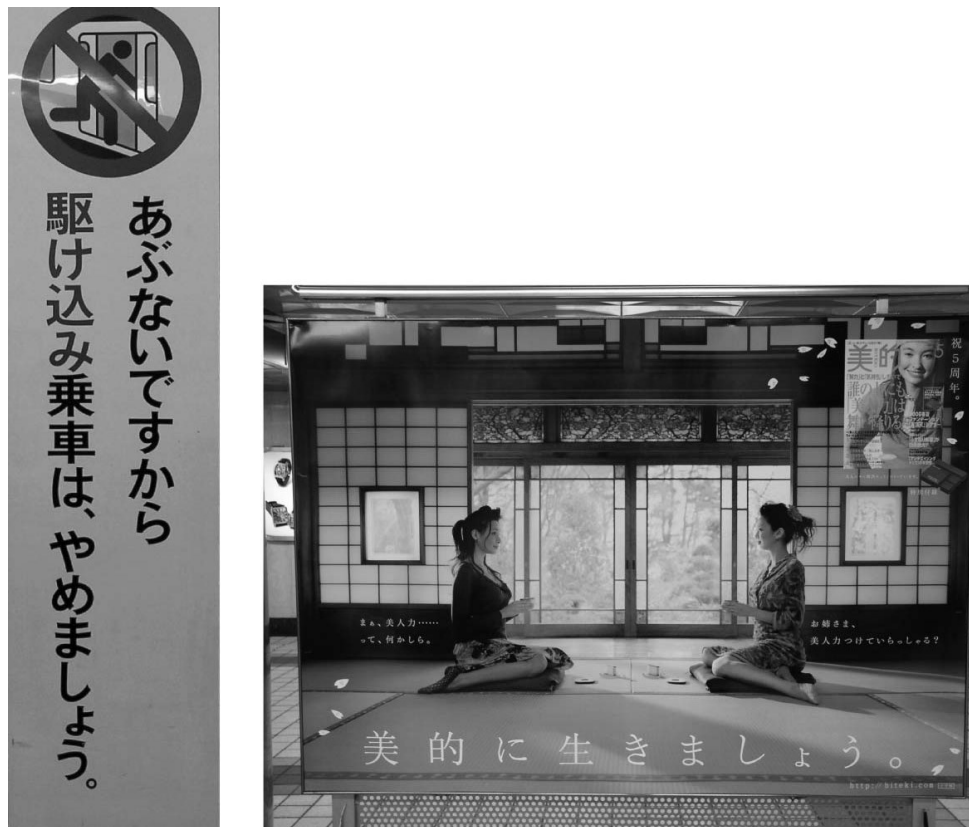 あぶないですから
駆け込み乗車は、やめましょう。
美的
祝5周年。
お姉さま、
美人力つけていらっしゃる?
まぁ、美人力……
って、何かしら。
美的に生きましょう。
http://biteki.com